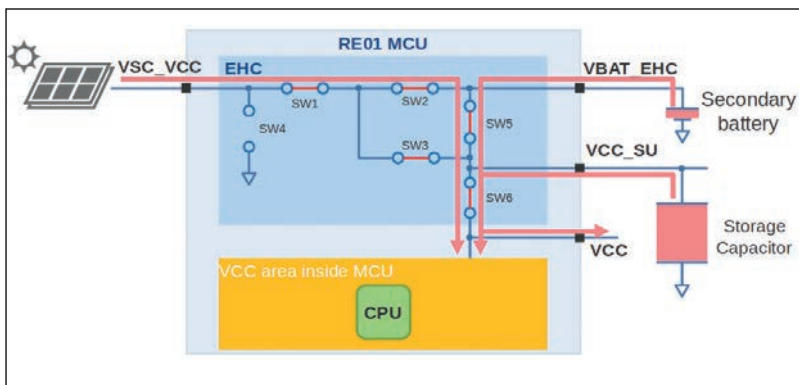 RE01 MCU
VSC_VCC
EHC
VBAT_EHC
SW1
SW2
Secondary
battery
SW4
SW5
SW3
VCC_SU
SW6
Storage
Capacitor
VCC
VCC area inside MCU
CPU